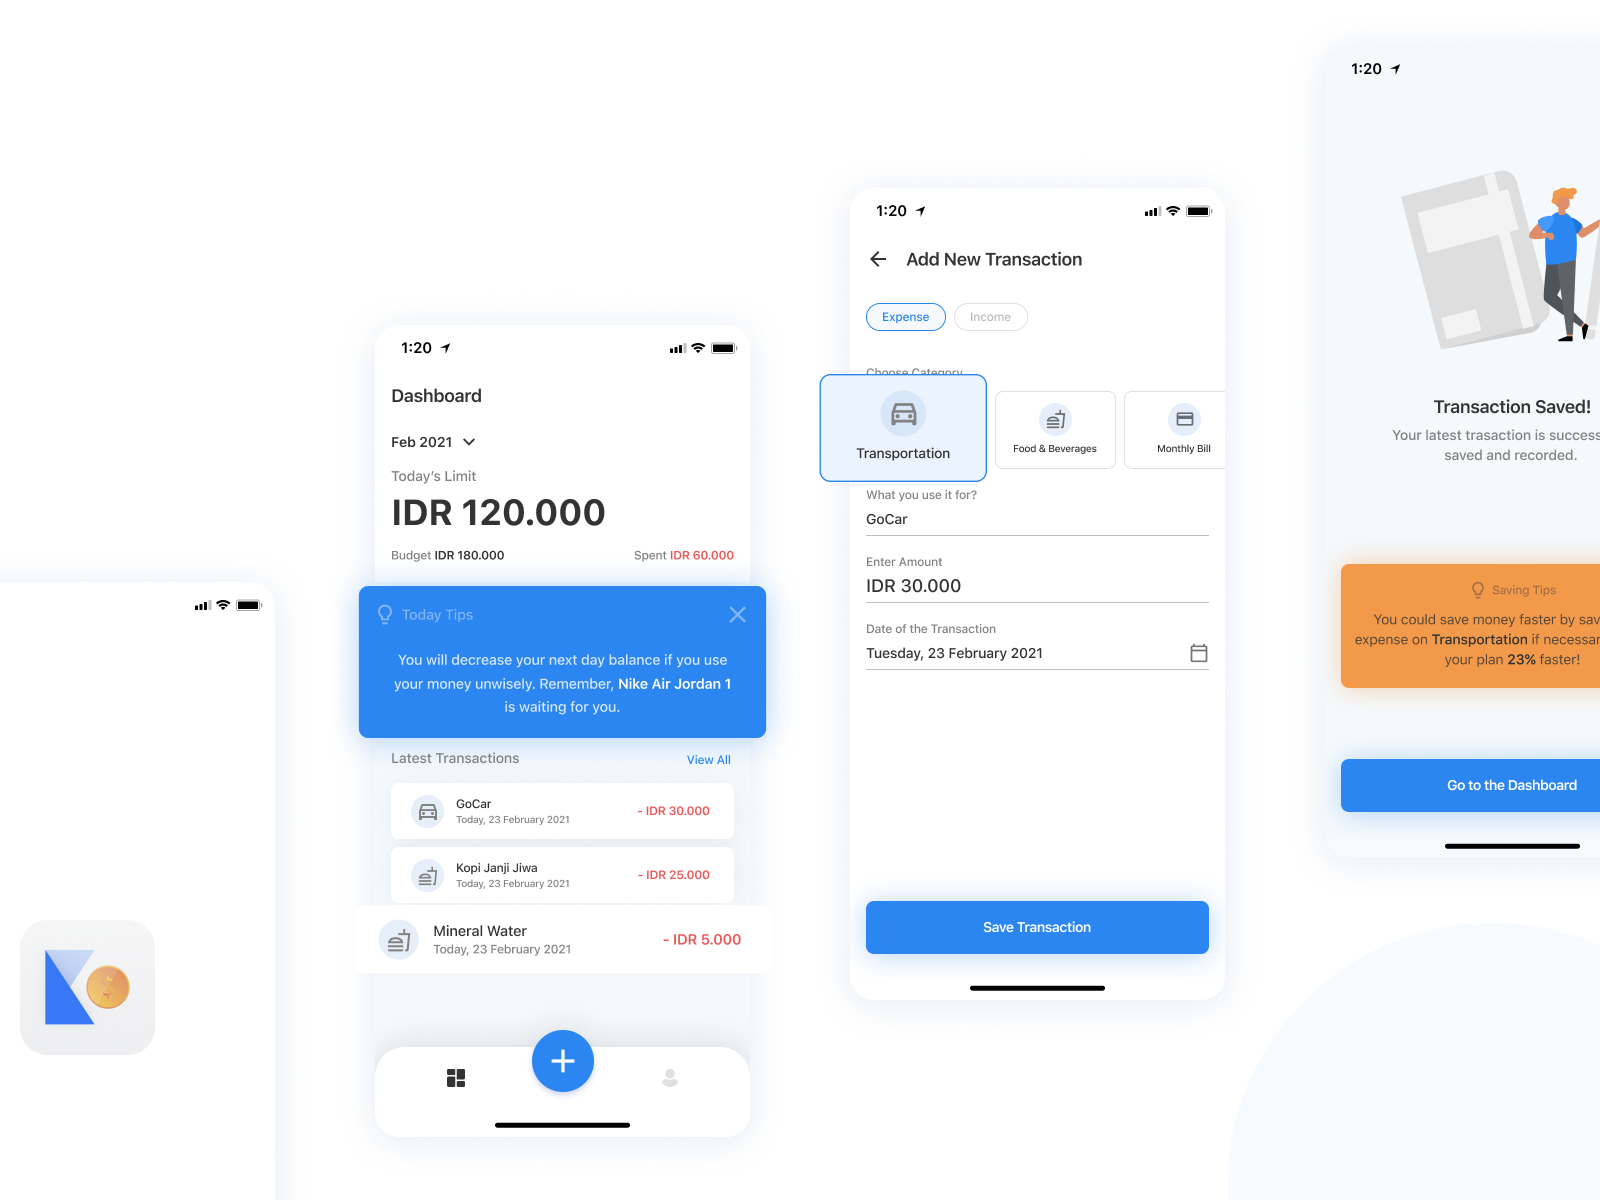 1:20
Dashboard
Feb 2021
Today's Limit
IDR 120.000
Budget IDR 180.000
Spent IDR 60.000
Today Tips
You will decrease your next day balance if you use
your money unwisely. Remember, Nike Air Jordan 1
is waiting for you.
Latest Transactions
View All
GoCar
Today, 23 February 2021
- IDR 30.000
Kopi Janji Jiwa
Today, 23 February 2021
- IDR 25.000
Mineral Water
Today, 23 February 2021
- IDR 5.000
1:20
Add New Transaction
Expense
Income
Choose Category
Transportation
Food & Beverages
Monthly Bill
What you use it for?
GoCar
Enter Amount
IDR 30.000
Date of the Transaction
Tuesday, 23 February 2021
Save Transaction
1:20
Transaction Saved!
Your latest trasaction is success
saved and recorded.
Saving Tips
You could save money faster by sav
expense on Transportation if necessar
your plan 23% faster!
Go to the Dashboard